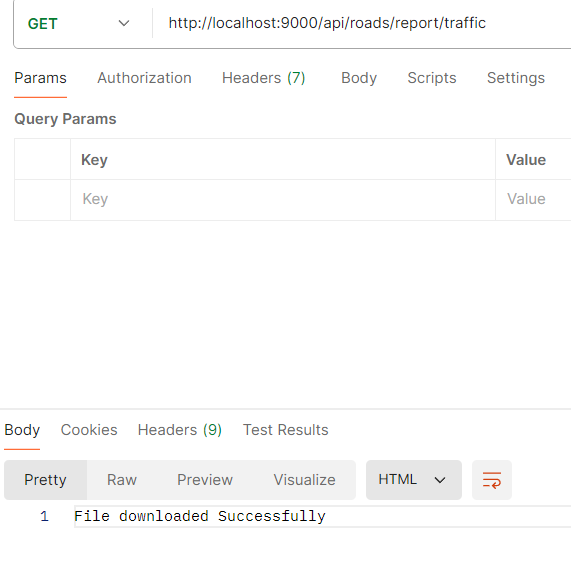 GET http://localhost:9000/api/roads/report/traffic
Params Authorization Headers (7) Body Scripts Settings
Query Params
Key Value
Key Value
Body Cookies Headers (9) Test Results
Pretty Raw Preview Visualize HTML
1 File downloaded Successfully